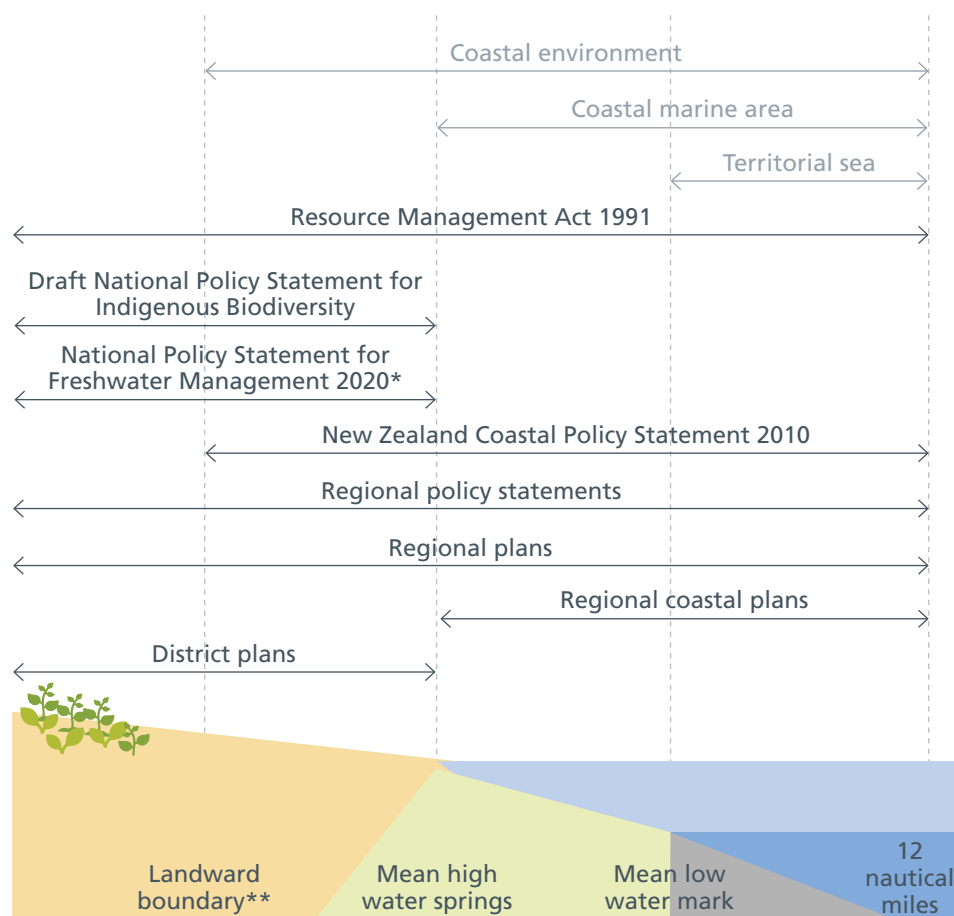 Coastal environment
Coastal marine area
Territorial sea
Resource Management Act 1991
Draft National Policy Statement for
Indigenous Biodiversity
National Policy Statement for
Freshwater Management 2020*
New Zealand Coastal Policy Statement 2010
Regional policy statements
Regional plans
Regional coastal plans
District plans
Landward
boundary**
Mean high
water springs
Mean low
water mark
12
nautical
miles